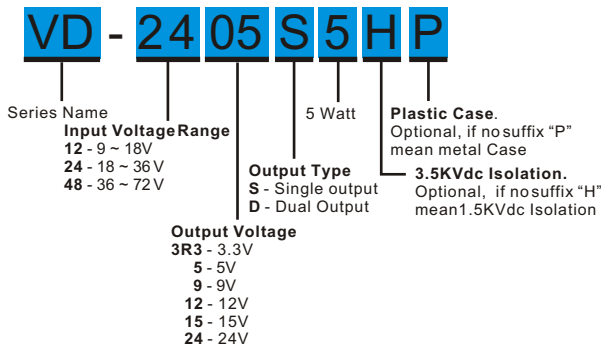 VD - 24 05 S 5 H P
Series Name
Input Voltage Range
12 - 9 ~ 18V
24 - 18 ~ 36V
48 - 36 ~ 72V
Output Voltage
3R3 - 3.3V
5 - 5V
9 - 9V
12 - 12V
15 - 15V
24 - 24V
Output Type
S - Single output
D - Dual Output
5 Watt
Plastic Case.
Optional, if no suffix “P”
mean metal Case
3.5KVdc Isolation.
Optional, if no suffix “H”
mean1.5KVdc Isolation